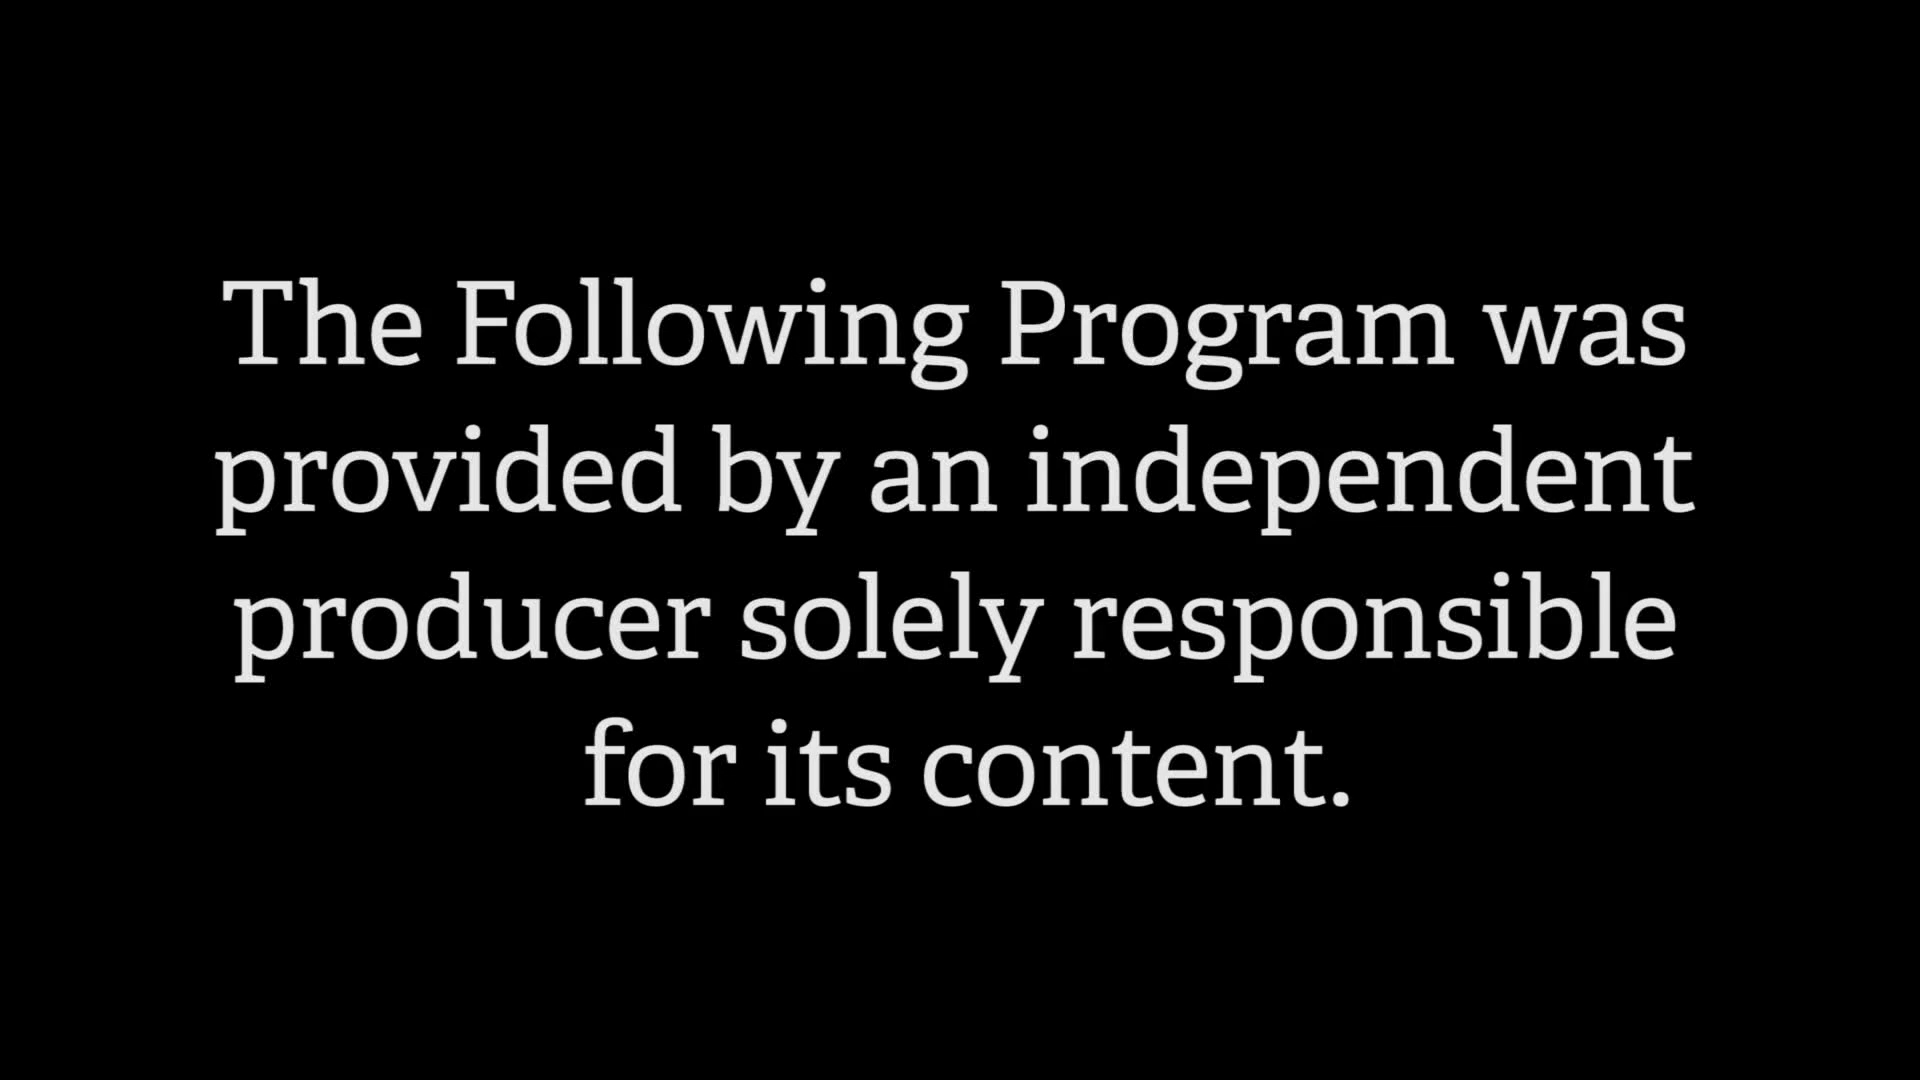 The Following Program was
provided by an independent
producer solely responsible
for its content.